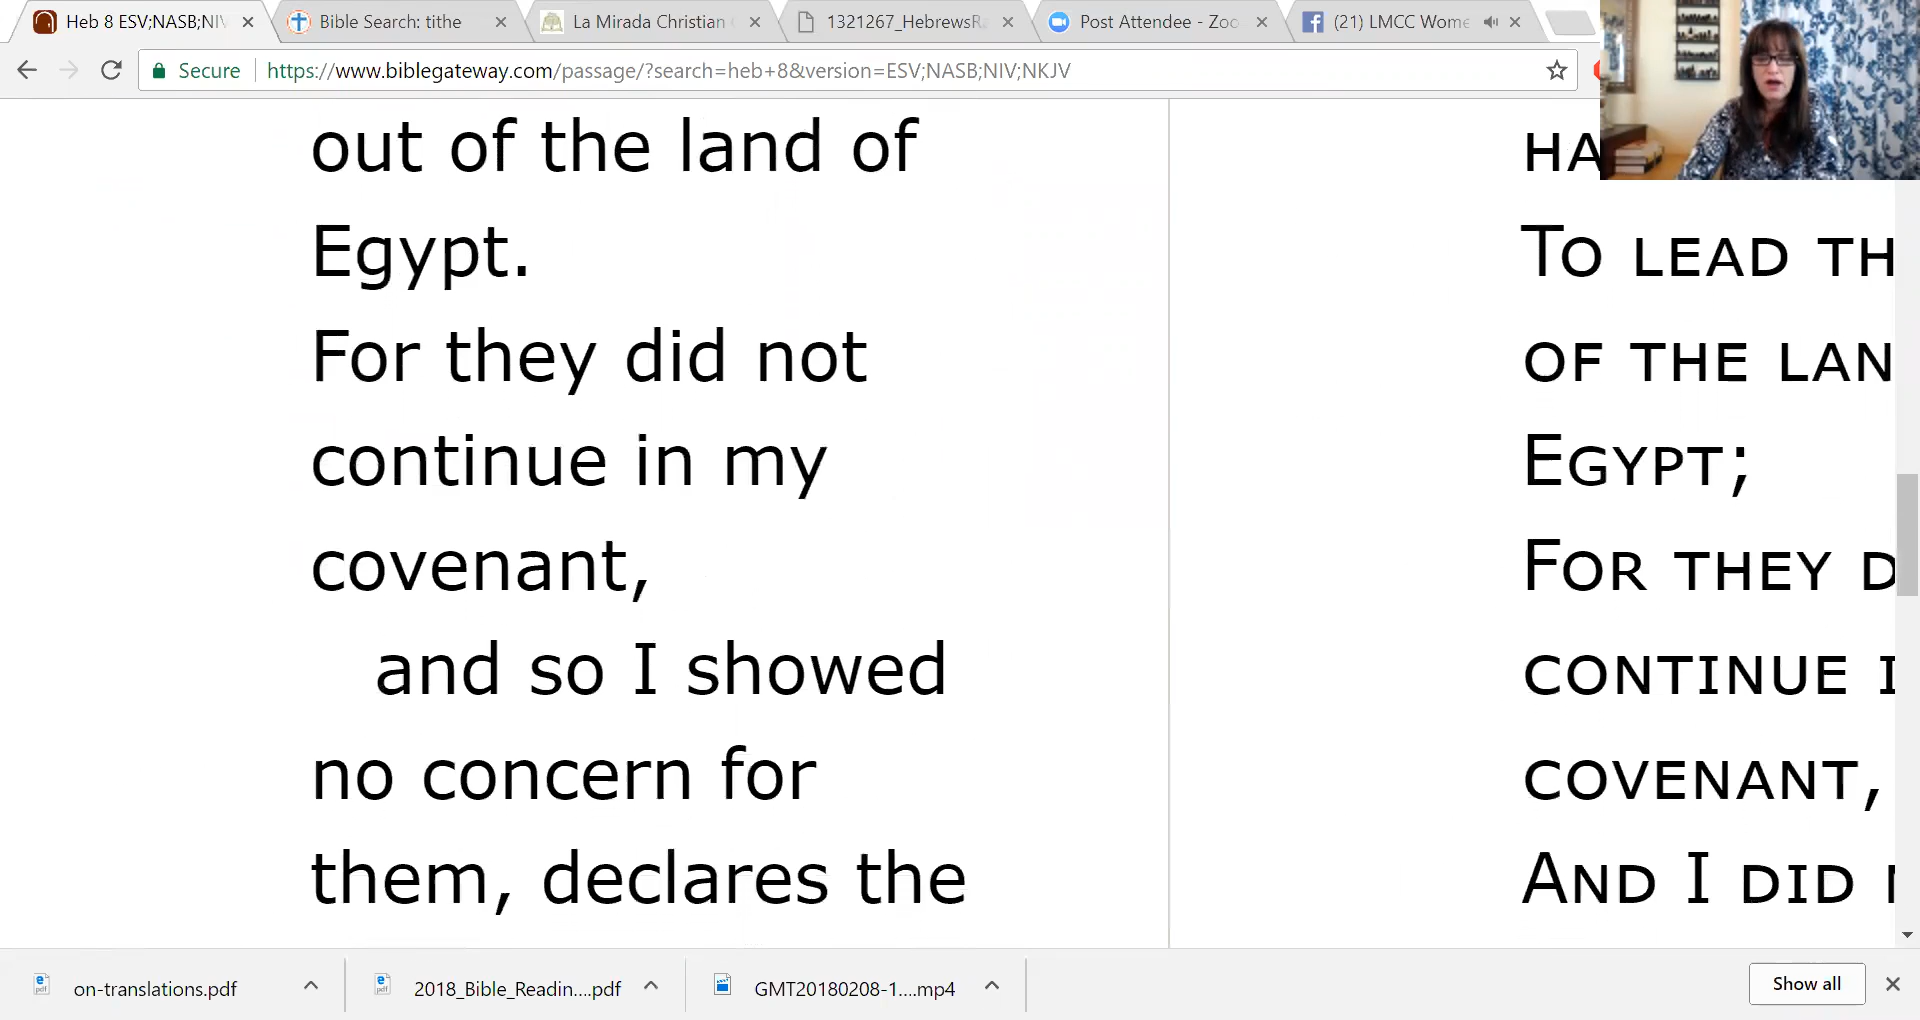 Heb 8 ESV;NASB;NIV
Bible Search: tithe
La Mirada Christian
1321267_HebrewsR
Post Attendee - Zoo
(21) LMCC Wome
Secure
https://www.biblegateway.com/passage/?search=heb+8&version=ESV;NASB;NIV;NKJV
out of the land of
Egypt.
For they did not
continue in my
covenant,
and so I showed
no concern for
them, declares the
HA
TO LEAD TH
OF THE LAN
EGYPT;
FOR THEY D
CONTINUE I
COVENANT,
AND I DID
on-translations.pdf
2018_Bible_Readin....pdf
GMT20180208-1....mp4
Show all